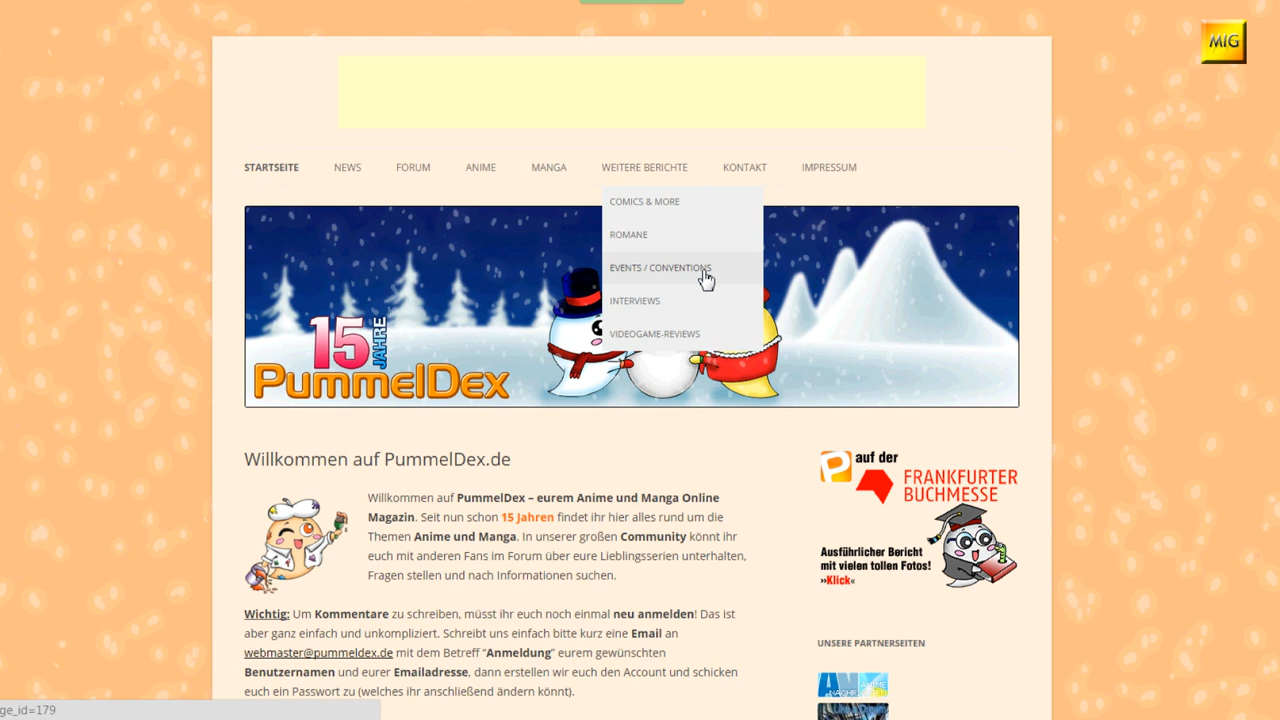 MIG
STARTSEITE NEWS FORUM ANIME MANGA WEITERE BERICHTE KONTAKT IMPRESSUM
COMICS & MORE
ROMANE
EVENTS / CONVENTIONS
INTERVIEWS
VIDEOGAME-REVIEWS
15 JAHRE
PummelDex
Willkommen auf PummelDex.de
Willkommen auf PummelDex – eurem Anime und Manga Online
Magazin. Seit nun schon 15 Jahren findet ihr hier alles rund um die
Themen Anime und Manga. In unserer großen Community könnt ihr
euch mit anderen Fans im Forum über eure Lieblingsserien unterhalten,
Fragen stellen und nach Informationen suchen.
Wichtig: Um Kommentare zu schreiben, müsst ihr euch noch einmal neu anmelden! Das ist
aber ganz einfach und unkompliziert. Schreibt uns einfach bitte kurz eine Email an
webmaster@pummeldex.de mit dem Betreff "Anmeldung" eurem gewünschten
Benutzernamen und eurer Emailadresse, dann erstellen wir euch den Account und schicken
euch ein Passwort zu (welches ihr anschließend ändern könnt).
P auf der
FRANKFURTER
BUCHMESSE
Ausführlicher Bericht
mit vielen tollen Fotos!
»Klick«
UNSERE PARTNERSEITEN
ANIME
NACHRICHTEN
ge_id=179